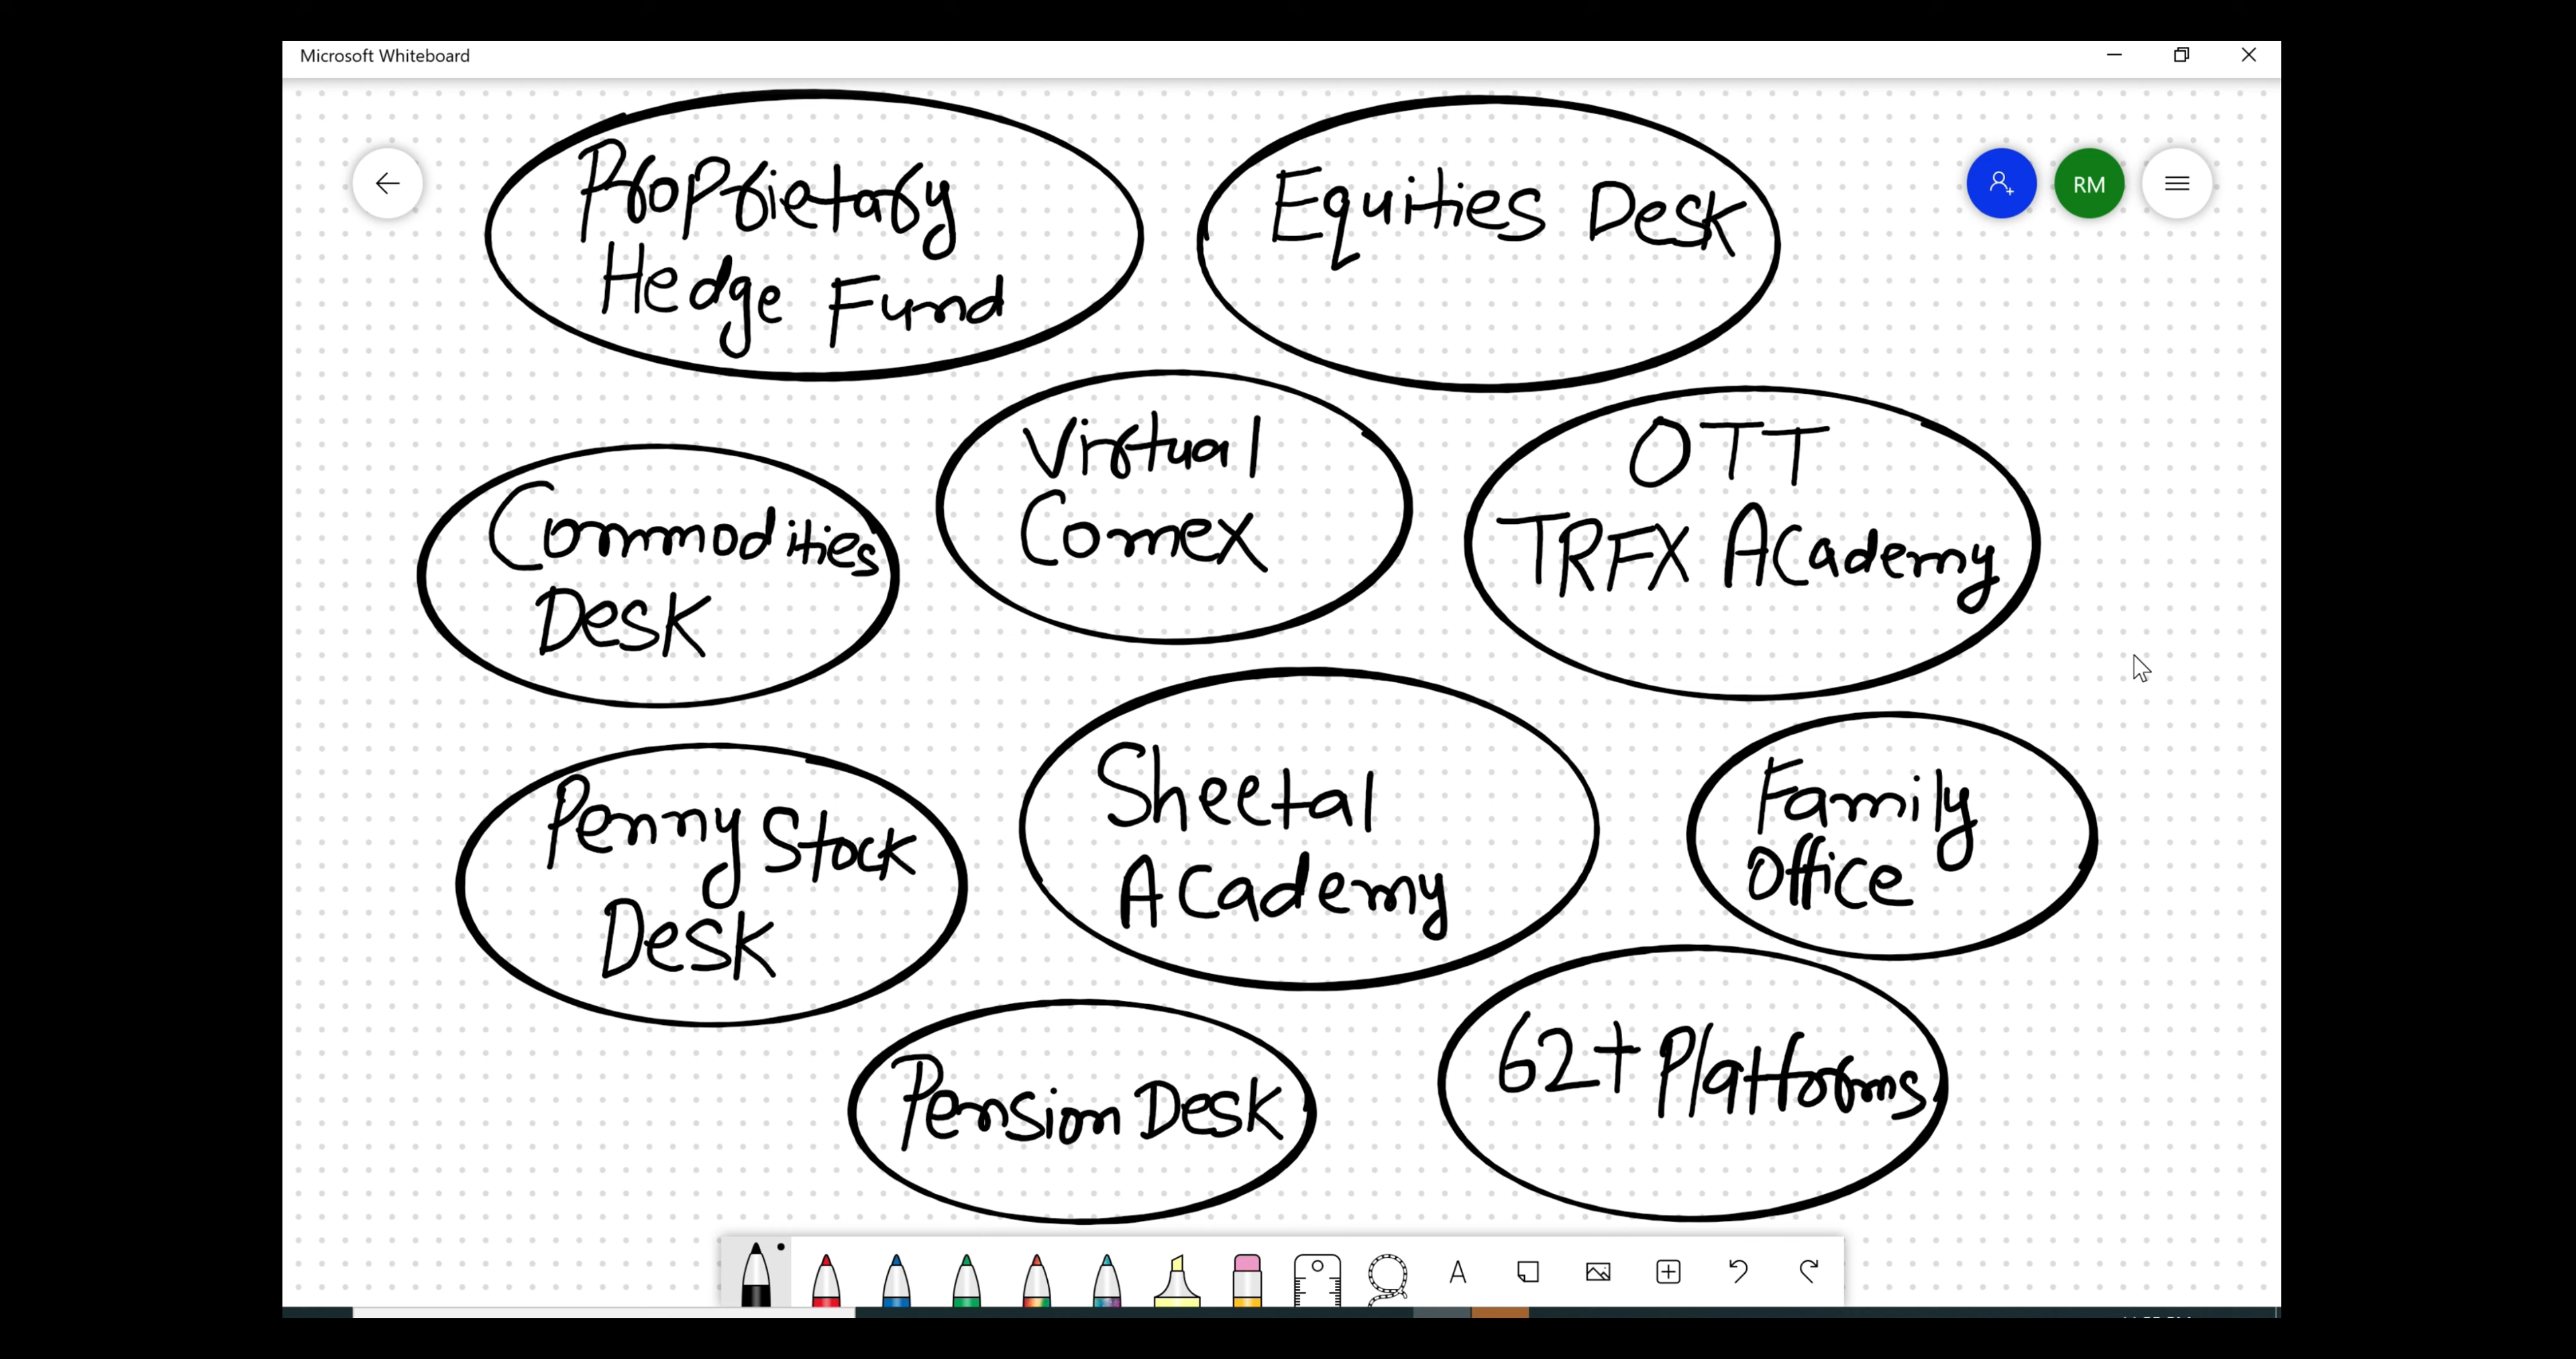 Microsoft Whiteboard
Proprietary
Hedge Fund
Equities Desk
RM
Virtual
Comex
OTT
TRFX Academy
Commodities
Desk
Penny Stock
Desk
Sheetal
Academy
Family
Office
Pension Desk
62+ Platforms
A